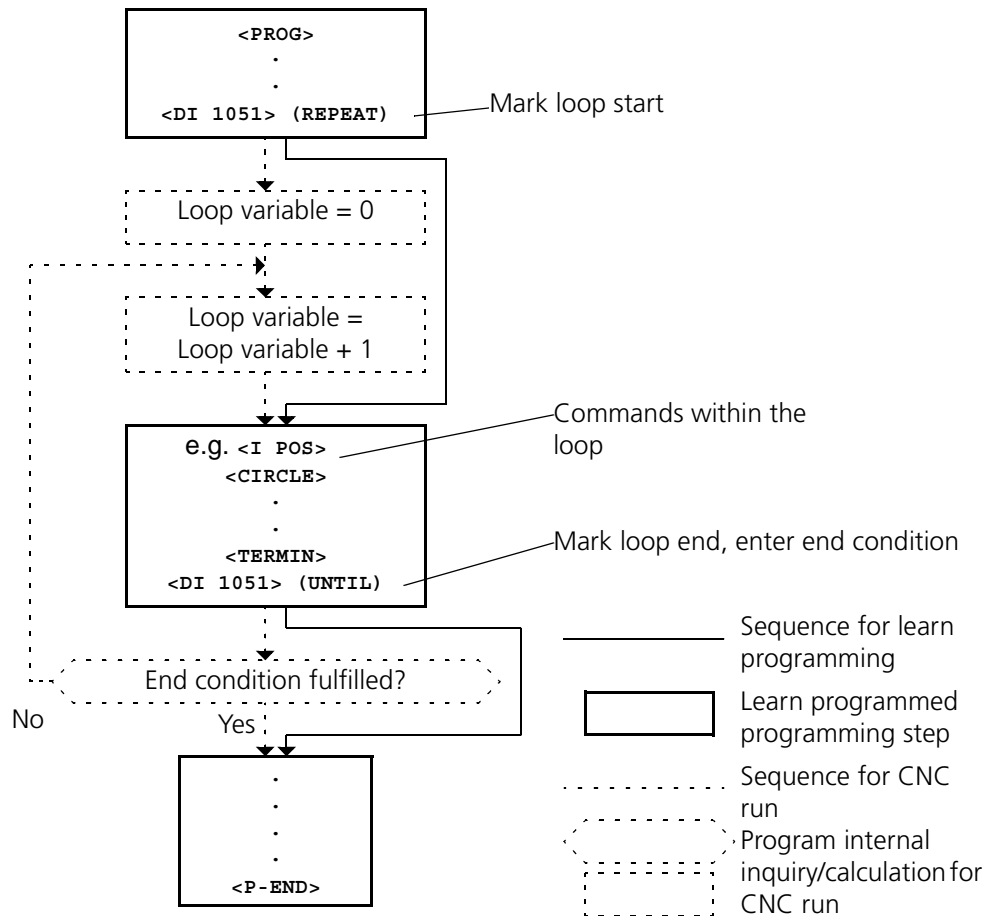 <PROG>
.
.
<DI 1051> (REPEAT)
Mark loop start
Loop variable = 0
Loop variable =
Loop variable + 1
Commands within the
loop
e.g. <I POS>
<CIRCLE>
.
.
<TERMIN>
<DI 1051> (UNTIL)
Mark loop end, enter end condition
End condition fulfilled?
No
Yes
.
.
.
.
<P-END>
Sequence for learn
programming
Learn programmed
programming step
Sequence for CNC
run
Program internal
inquiry/calculation for
CNC run